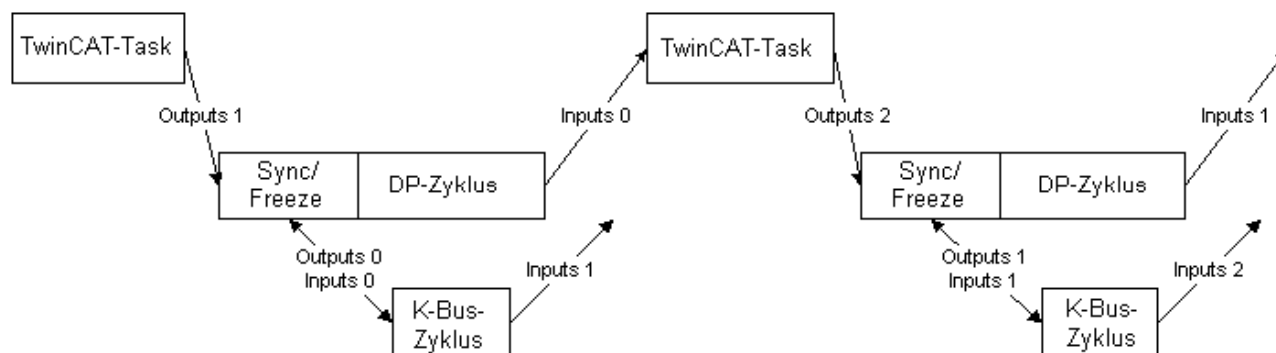 TwinCAT-Task
TwinCAT-Task
Outputs 1
Inputs 0
Outputs 2
Inputs 1
Sync/
Freeze
DP-Zyklus
Sync/
Freeze
DP-Zyklus
Outputs 0
Inputs 0
Inputs 1
Outputs 1
Inputs 1
Inputs 2
K-Bus-
Zyklus
K-Bus-
Zyklus